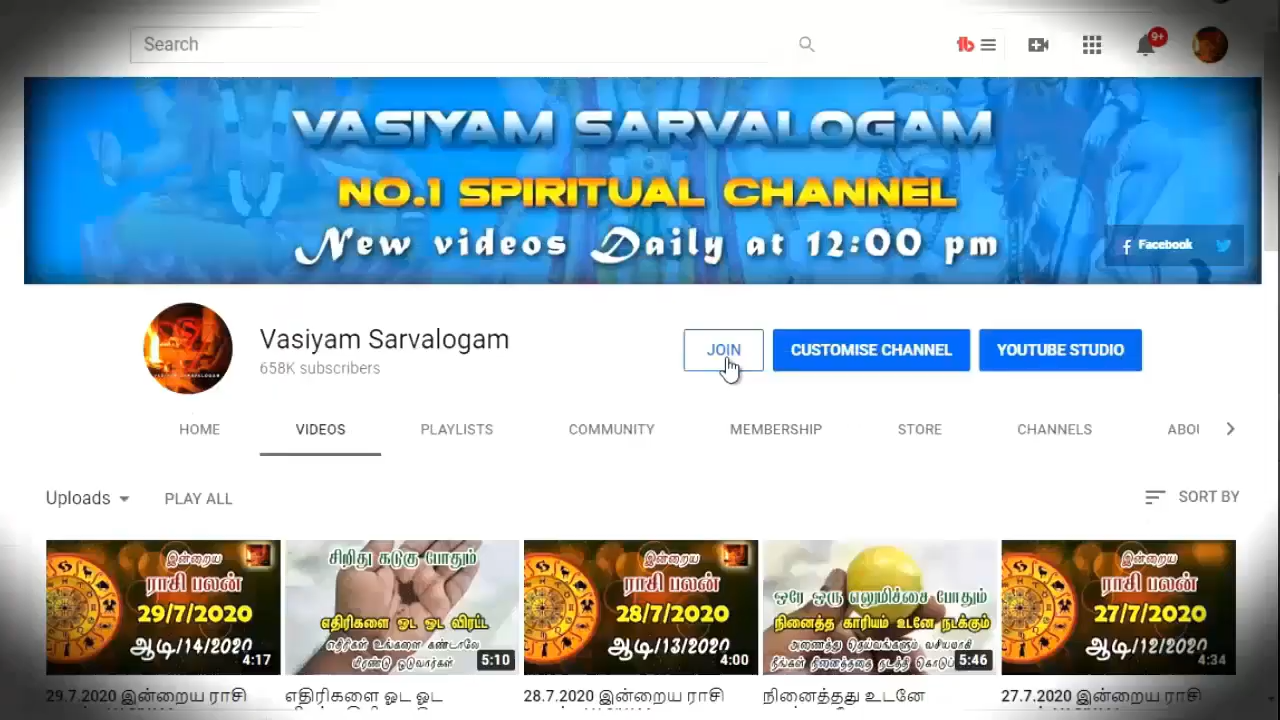 Search
9+
VASIYAM SARVALOGAM
NO.1 SPIRITUAL CHANNEL
New videos Daily at 12:00 pm
Facebook
Vasiyam Sarvalogam
658K subscribers
JOIN
CUSTOMISE CHANNEL
YOUTUBE STUDIO
HOME
VIDEOS
PLAYLISTS
COMMUNITY
MEMBERSHIP
STORE
CHANNELS
ABOU
Uploads
PLAY ALL
SORT BY
இன்றைய
ராசி பலன்
29/7/2020
ஆடி/14/2020
4:17
29.7.2020 இன்றைய ராசி
சிறிது கடுகு போதும்
எதிரிகளை ஓட ஓட விரட்ட
எதிரிகள் உங்களை கண்டாலே
மிரண்டு ஓடுவார்கள்
5:10
எதிரிகளை ஓட ஓட
இன்றைய
ராசி பலன்
28/7/2020
ஆடி/13/2020
4:00
28.7.2020 இன்றைய ராசி
ஒரே ஒரு எலுமிச்சை போதும்
நினைத்த காரியம் உடனே நடக்கும்
அனைத்து தெய்வங்களும் வசியமாகி
நீங்கள் நினைத்ததை நடத்தி
5:46
நினைத்தது உடனே
இன்றைய
ராசி பலன்
27/7/2020
ஆடி/12/2020
4:34
27.7.2020 இன்றைய ராசி